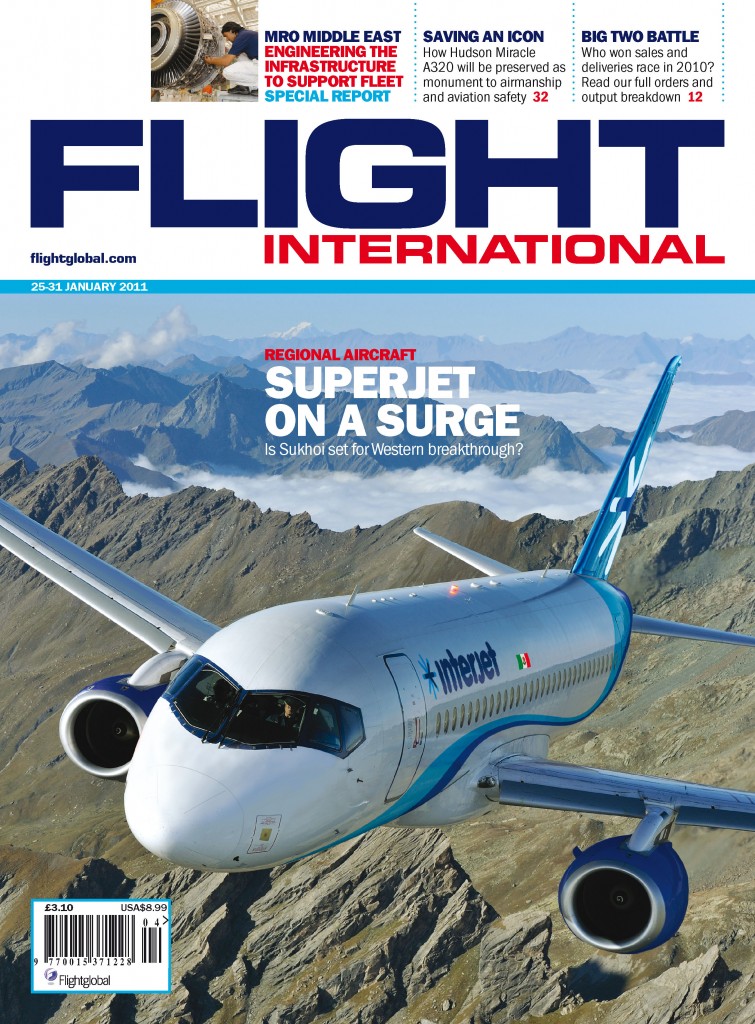 MRO MIDDLE EAST
ENGINEERING THE
INFRASTRUCTURE
TO SUPPORT FLEET
SPECIAL REPORT
SAVING AN ICON
How Hudson Miracle
A320 will be preserved as
monument to airmanship
and aviation safety 32
BIG TWO BATTLE
Who won sales and
deliveries race in 2010?
Read our full orders and
output breakdown 12
FLIGHT
INTERNATIONAL
flightglobal.com
25-31 JANUARY 2011
REGIONAL AIRCRAFT
SUPERJET
ON A SURGE
Is Sukhoi set for Western breakthrough?
interjet
£3.10 USA$8.99
04
9 770015 371228
Flightglobal